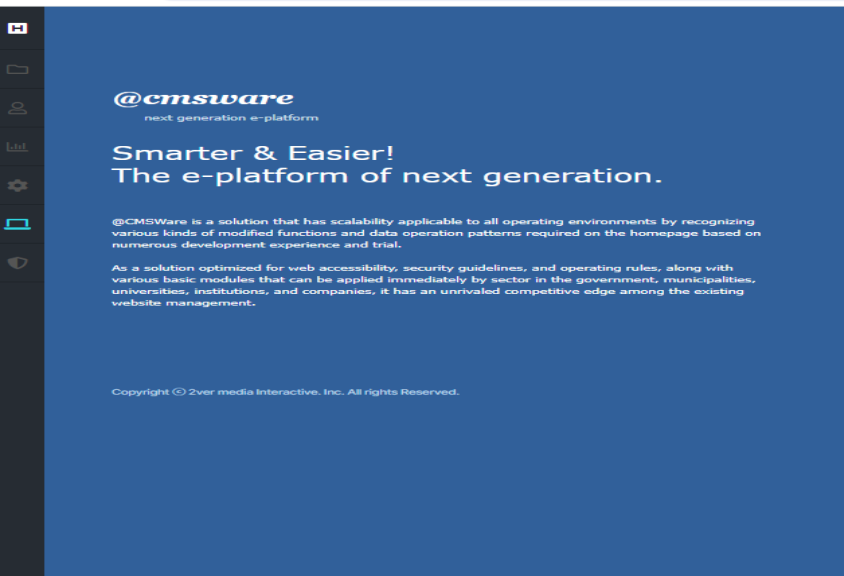 H
@cmsware
next generation e-platform
Smarter & Easier!
The e-platform of next generation.
@CMSWare is a solution that has scalability applicable to all operating environments by recognizing
various kinds of modified functions and data operation patterns required on the homepage based on
numerous development experience and trial.
As a solution optimized for web accessibility, security guidelines, and operating rules, along with
various basic modules that can be applied immediately by sector in the government, municipalities,
universities, institutions, and companies, it has an unrivaled competitive edge among the existing
website management.
Copyright ⓒ 2ver media Interactive. Inc. All rights Reserved.